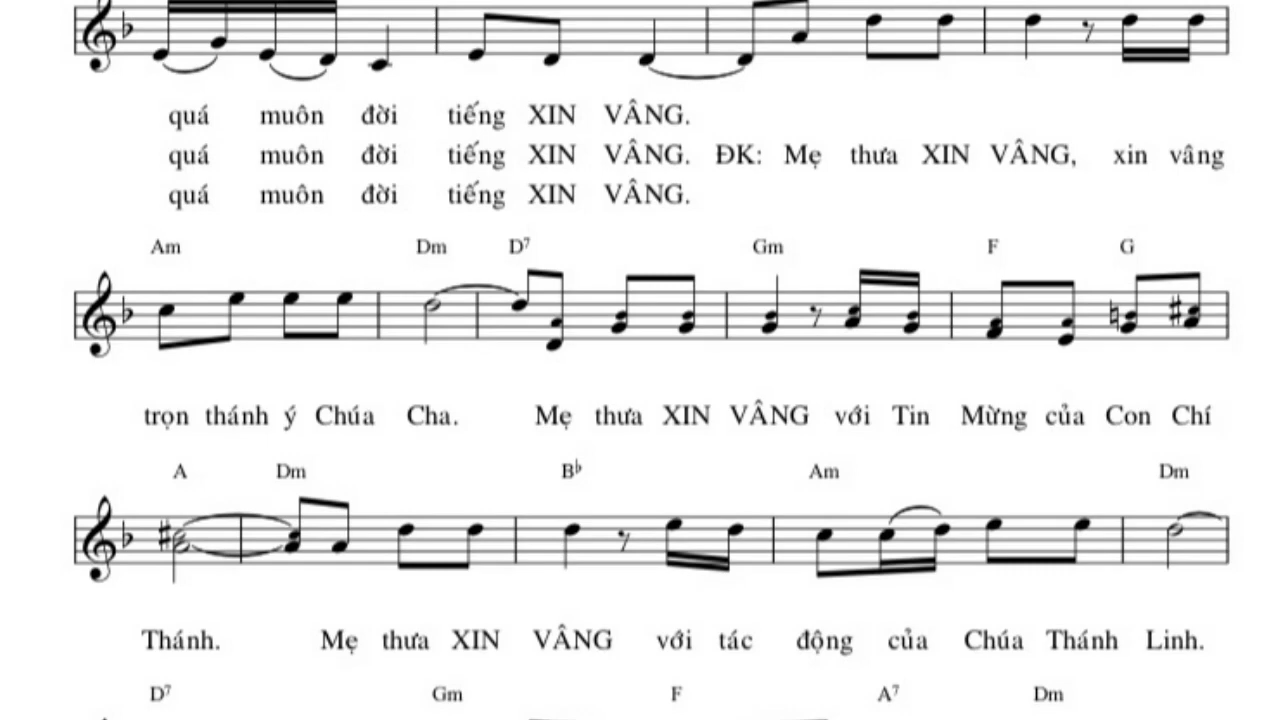 quá muôn đời tiếng XIN VÂNG.
quá muôn đời tiếng XIN VÂNG. ĐK: Mẹ thưa XIN VÂNG, xin vâng
quá muôn đời tiếng XIN VÂNG.
Am Dm D7 Gm F G
trọn thánh ý Chúa Cha. Mẹ thưa XIN VÂNG với Tin Mừng của Con Chí
A Dm B♭ Am Dm
Thánh. Mẹ thưa XIN VÂNG với tác động của Chúa Thánh Linh.
D7 Gm F A7 Dm